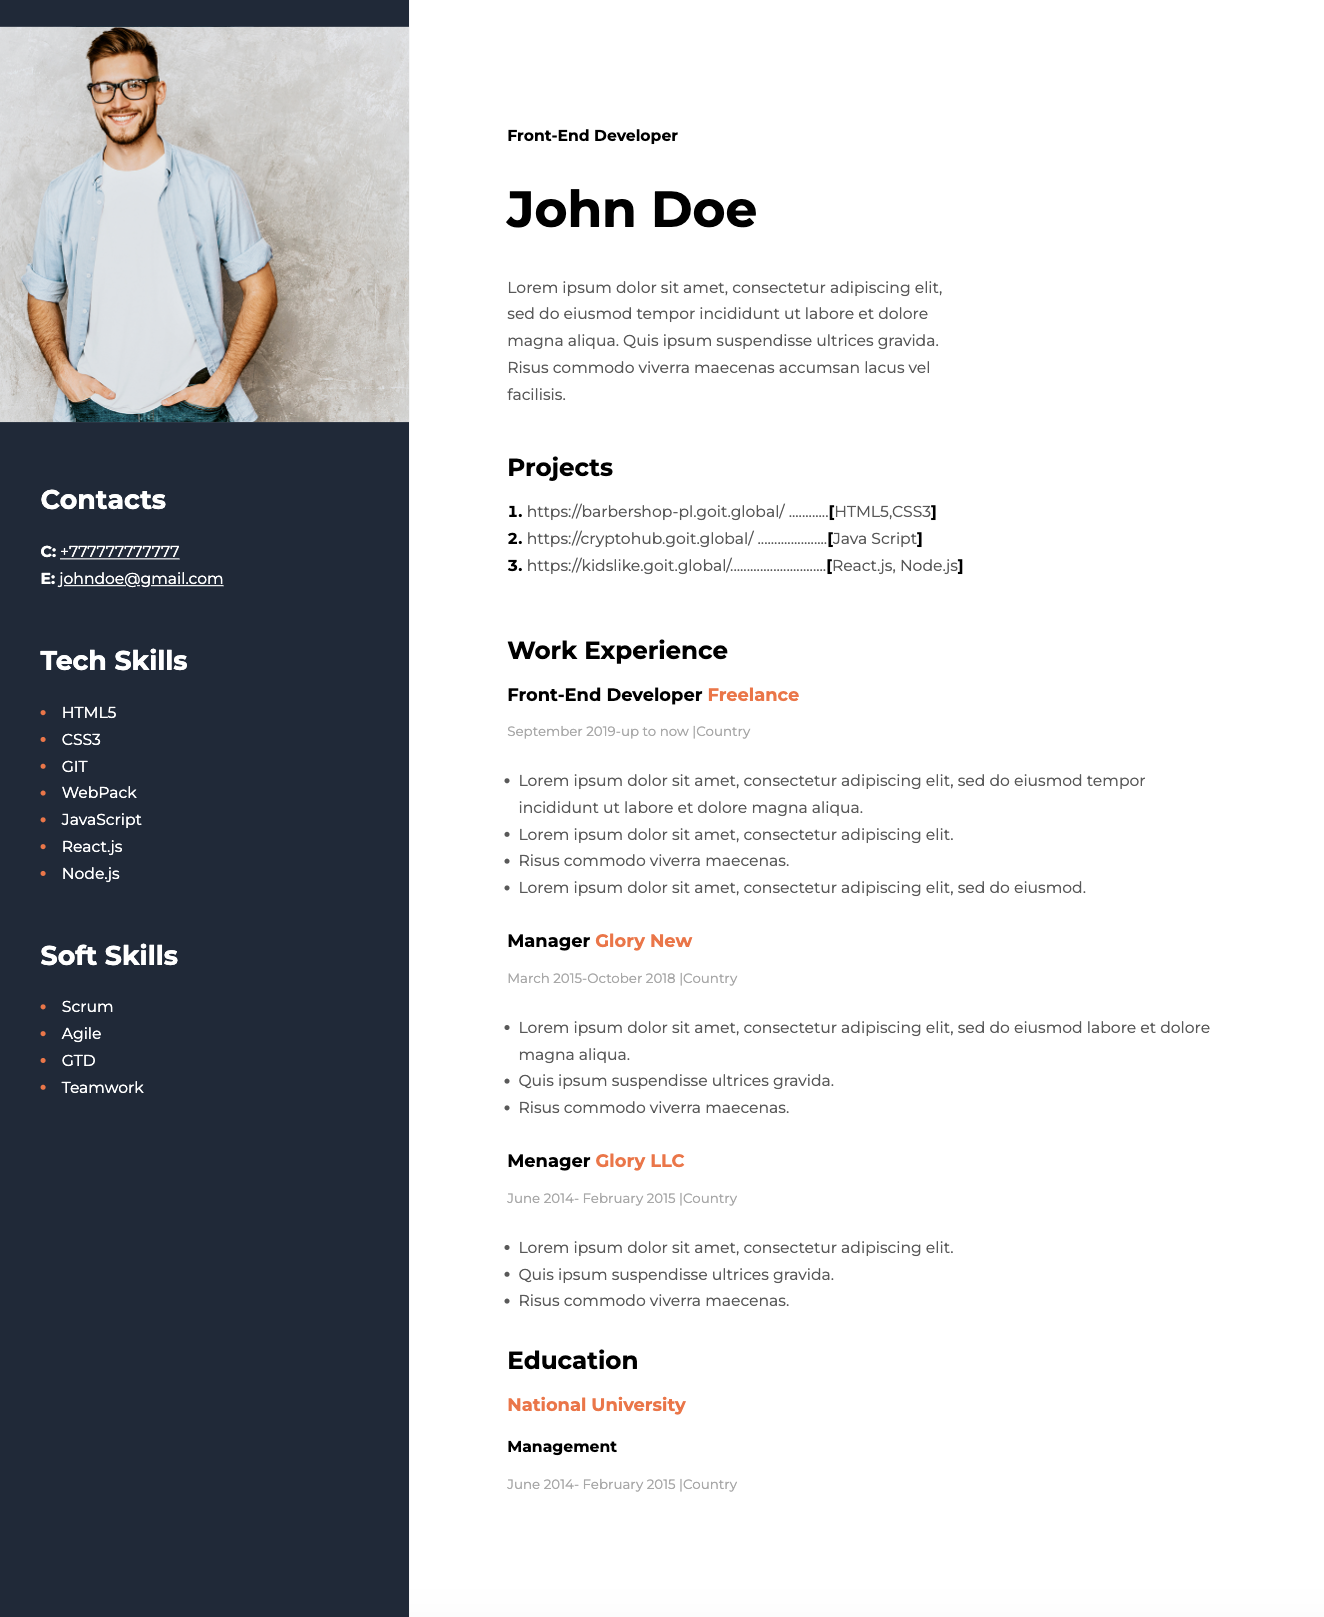 Contacts
C: +777777777777
E: johndoe@gmail.com
Tech Skills
• HTML5
• CSS3
• GIT
• WebPack
• JavaScript
• React.js
• Node.js
Soft Skills
• Scrum
• Agile
• GTD
• Teamwork
Front-End Developer
John Doe
Lorem ipsum dolor sit amet, consectetur adipiscing elit,
sed do eiusmod tempor incididunt ut labore et dolore
magna aliqua. Quis ipsum suspendisse ultrices gravida.
Risus commodo viverra maecenas accumsan lacus vel
facilisis.
Projects
1. https://barbershop-pl.goit.global/ ............[HTML5,CSS3]
2. https://cryptohub.goit.global/ .....................[Java Script]
3. https://kidslike.goit.global/.............................[React.js, Node.js]
Work Experience
Front-End Developer Freelance
September 2019-up to now |Country
• Lorem ipsum dolor sit amet, consectetur adipiscing elit, sed do eiusmod tempor
incididunt ut labore et dolore magna aliqua.
• Lorem ipsum dolor sit amet, consectetur adipiscing elit.
• Risus commodo viverra maecenas.
• Lorem ipsum dolor sit amet, consectetur adipiscing elit, sed do eiusmod.
Manager Glory New
March 2015-October 2018 |Country
• Lorem ipsum dolor sit amet, consectetur adipiscing elit, sed do eiusmod labore et dolore
magna aliqua.
• Quis ipsum suspendisse ultrices gravida.
• Risus commodo viverra maecenas.
Menager Glory LLC
June 2014- February 2015 |Country
• Lorem ipsum dolor sit amet, consectetur adipiscing elit.
• Quis ipsum suspendisse ultrices gravida.
• Risus commodo viverra maecenas.
Education
National University
Management
June 2014- February 2015 |Country